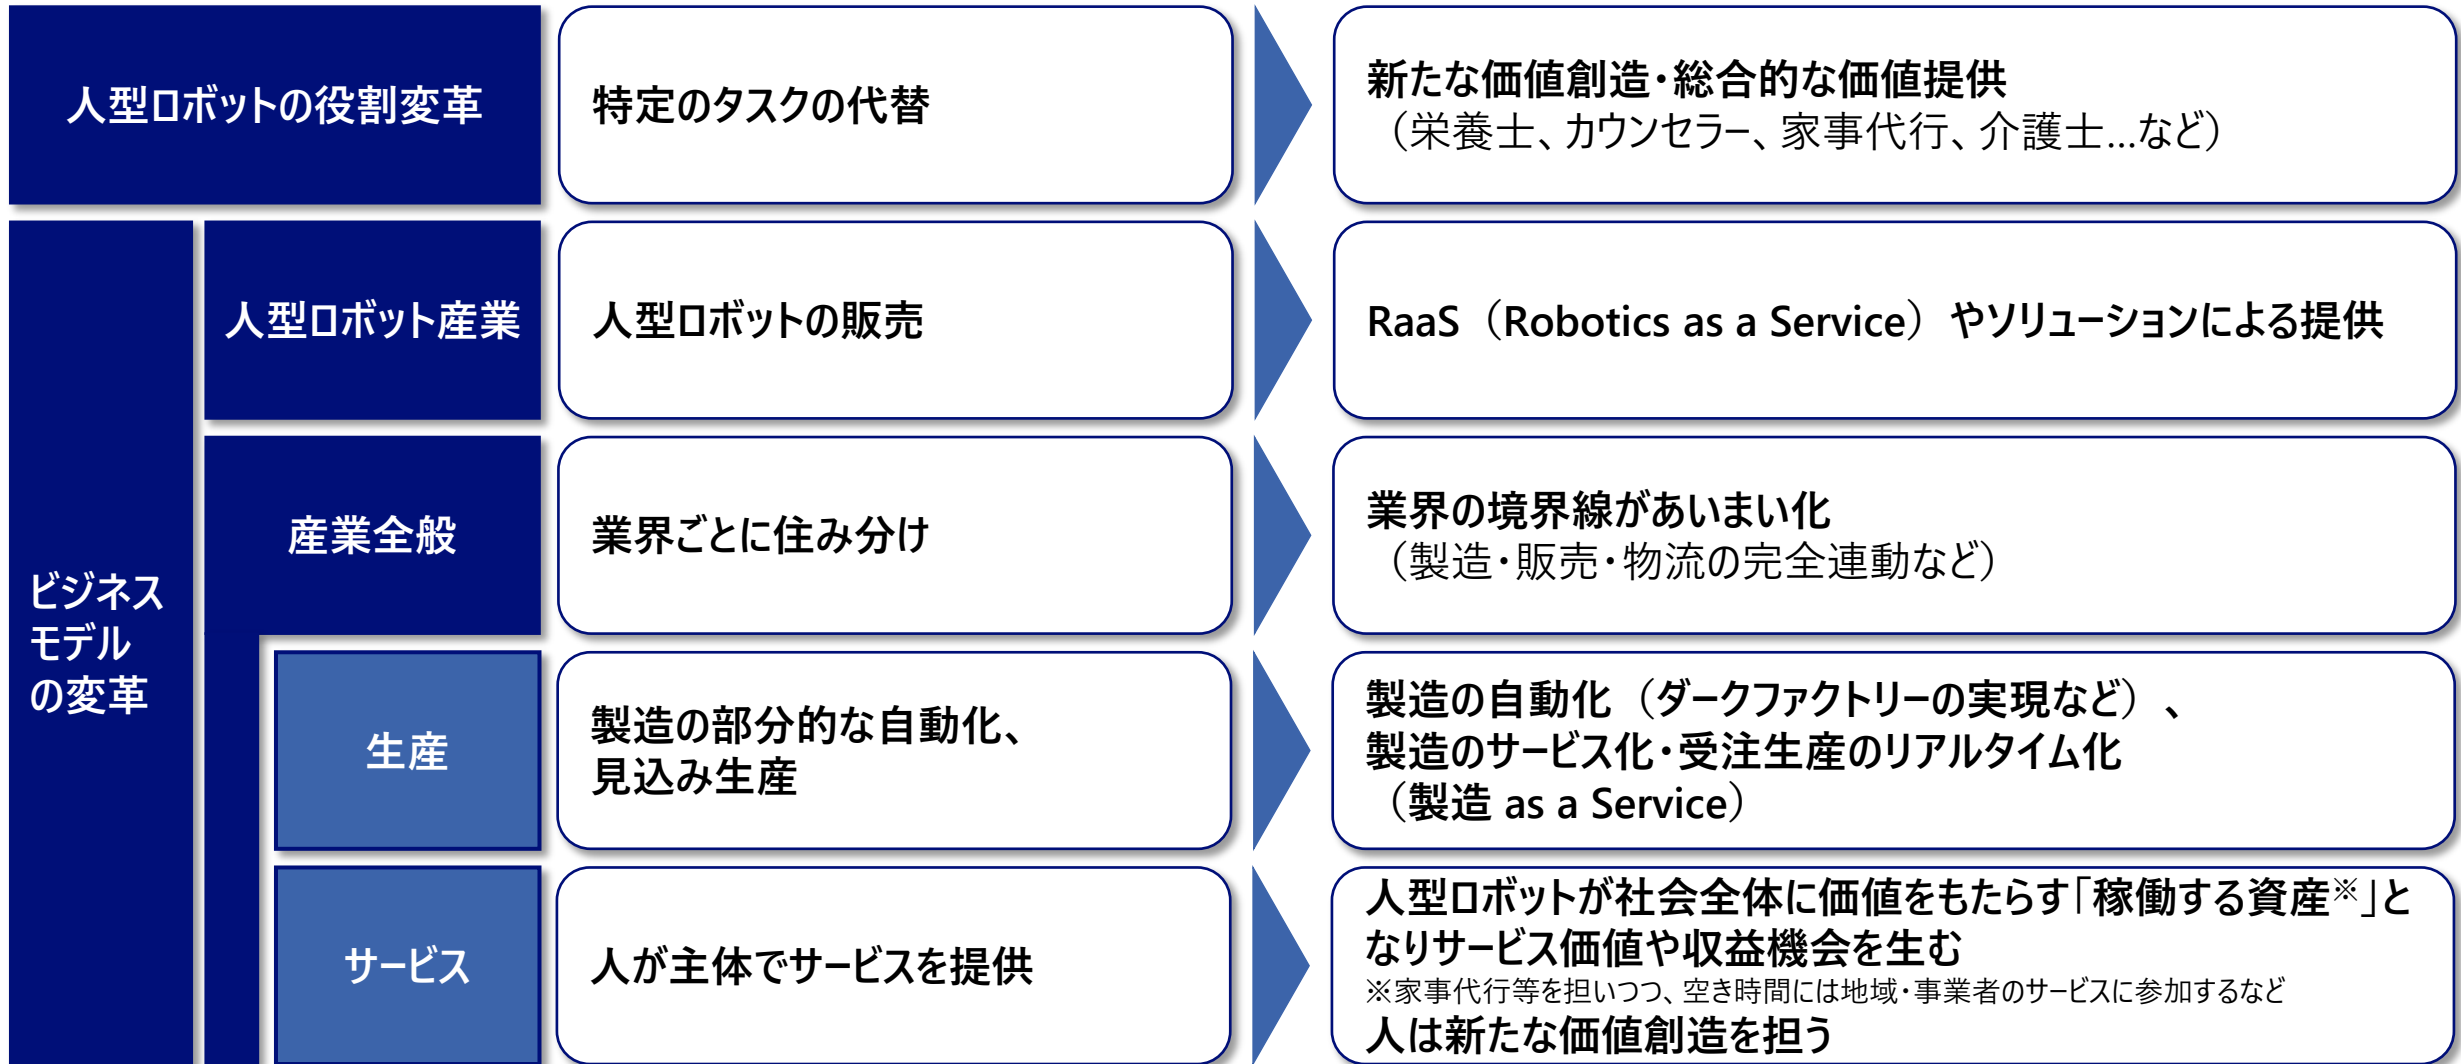 人型ロボットの役割変革
特定のタスクの代替
新たな価値創造・総合的な価値提供
（栄養士、カウンセラー、家事代行、介護士…など）
ビジネス
モデル
の変革
人型ロボット産業
人型ロボットの販売
RaaS（Robotics as a Service）やソリューションによる提供
産業全般
業界ごとに住み分け
業界の境界線があいまい化
（製造・販売・物流の完全連動など）
生産
製造の部分的な自動化、
見込み生産
製造の自動化（ダークファクトリーの実現など）、
製造のサービス化・受注生産のリアルタイム化
（製造 as a Service）
サービス
人が主体でサービスを提供
人型ロボットが社会全体に価値をもたらす「稼働する資産※」と
なりサービス価値や収益機会を生む
※家事代行等を担いつつ、空き時間には地域・事業者のサービスに参加するなど
人は新たな価値創造を担う